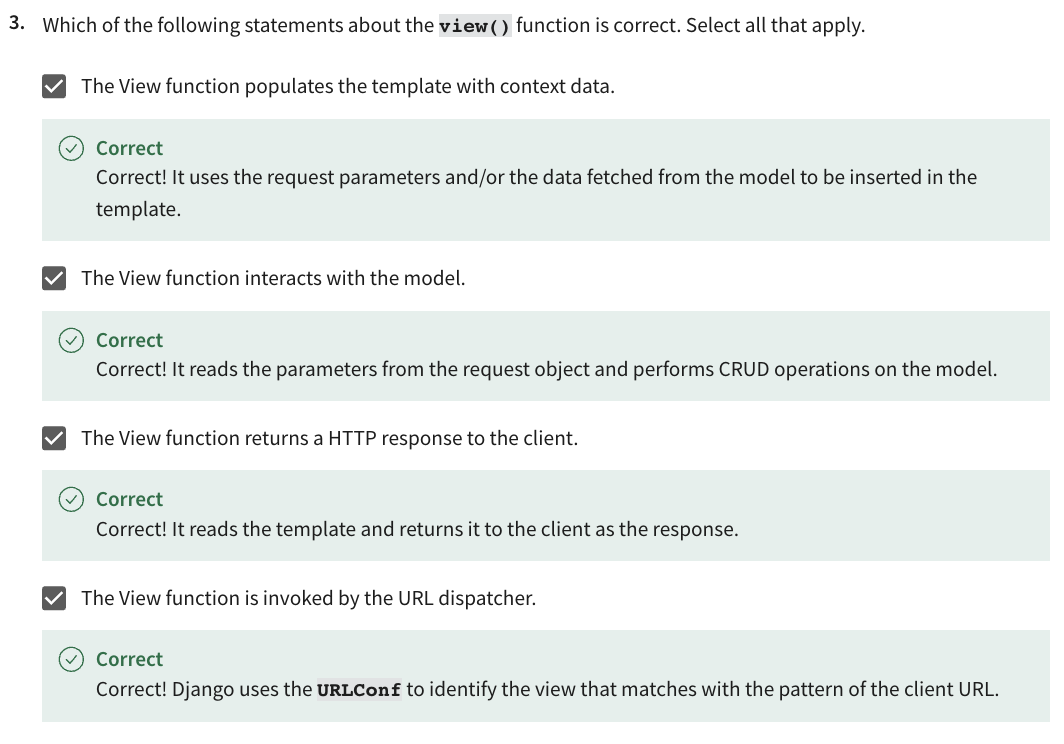 3. Which of the following statements about the view() function is correct. Select all that apply.
The View function populates the template with context data.
Correct
Correct! It uses the request parameters and/or the data fetched from the model to be inserted in the
template.
The View function interacts with the model.
Correct
Correct! It reads the parameters from the request object and performs CRUD operations on the model.
The View function returns a HTTP response to the client.
Correct
Correct! It reads the template and returns it to the client as the response.
The View function is invoked by the URL dispatcher.
Correct
Correct! Django uses the URLConf to identify the view that matches with the pattern of the client URL.